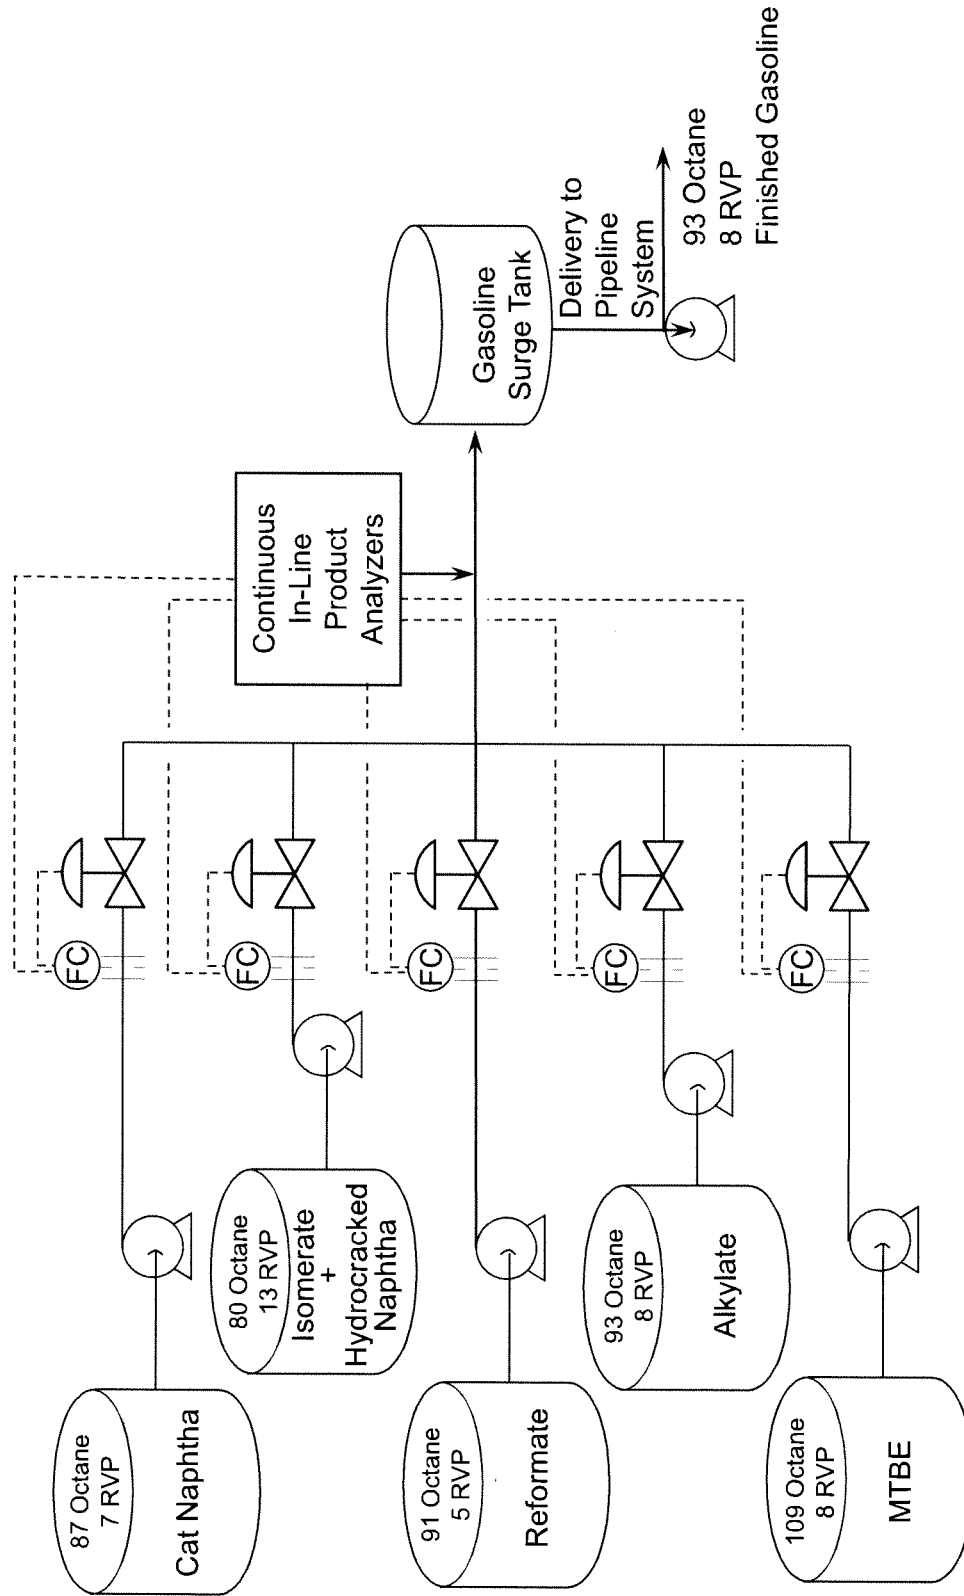 87 Octane
7 RVP
Cat Naphtha
80 Octane
13 RVP
Isomerate
+
Hydrocracked
Naphtha
91 Octane
5 RVP
Reformate
93 Octane
8 RVP
Alkylate
109 Octane
8 RVP
MTBE
FC
FC
FC
FC
FC
Continuous
In-Line
Product
Analyzers
Gasoline
Surge Tank
Delivery to
Pipeline
System
93 Octane
8 RVP
Finished Gasoline